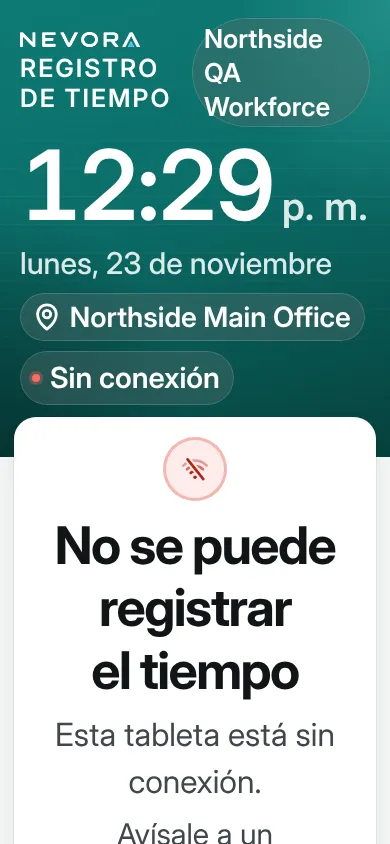 NEVORA
REGISTRO
DE TIEMPO
Northside
QA
Workforce
12:29 p. m.
lunes, 23 de noviembre
Northside Main Office
Sin conexión
No se puede
registrar
el tiempo
Esta tableta está sin
conexión.
Avísale a un